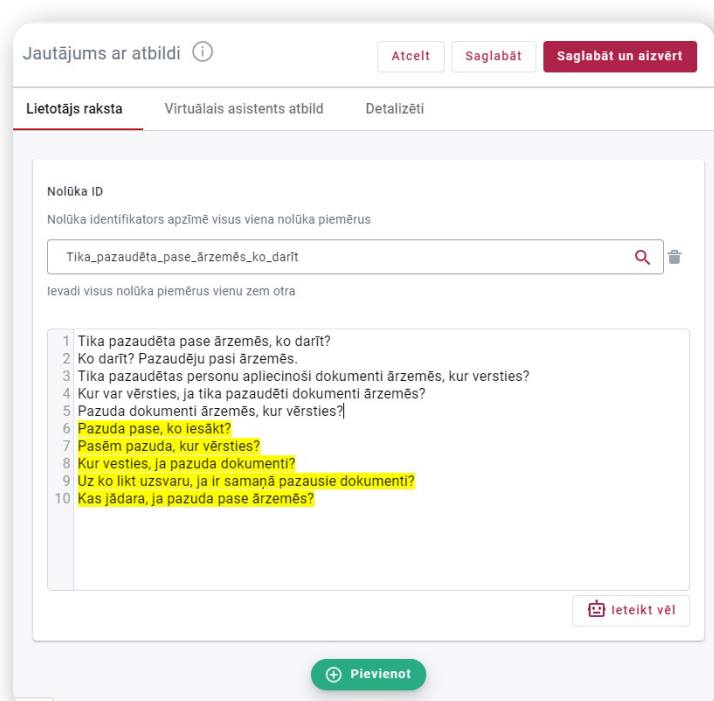 Jautājums ar atbildi
Atcelt
Saglabāt
Saglabāt un aizvērt
Lietotājs raksta
Virtuālais asistents atbild
Detalizēti
Nolūka ID
Nolūka identifikators apzīmē visus viena nolūka piemērus
Tika_pazaudēta_pase_ārzemēs_ko_darīt
Ievadi visus nolūka piemērus vienu zem otra
1 Tika pazaudēta pase ārzemēs, ko darīt?
2 Ko darīt? Pazaudēju pasi ārzemēs.
3 Tika pazaudētas personu apliecinoši dokumenti ārzemēs, kur versties?
4 Kur var vērsties, ja tika pazaudēti dokumenti ārzemēs?
5 Pazuda dokumenti ārzemēs, kur vērsties?
6 Pazuda pase, ko iesākt?
7 Pasēm pazuda, kur vērsties?
8 Kur vesties, ja pazuda dokumenti?
9 Uz ko likt uzsvaru, ja ir samaņā pazausie dokumenti?
10 Kas jādara, ja pazuda pase ārzemēs?
Ieteikt vēl
Pievienot